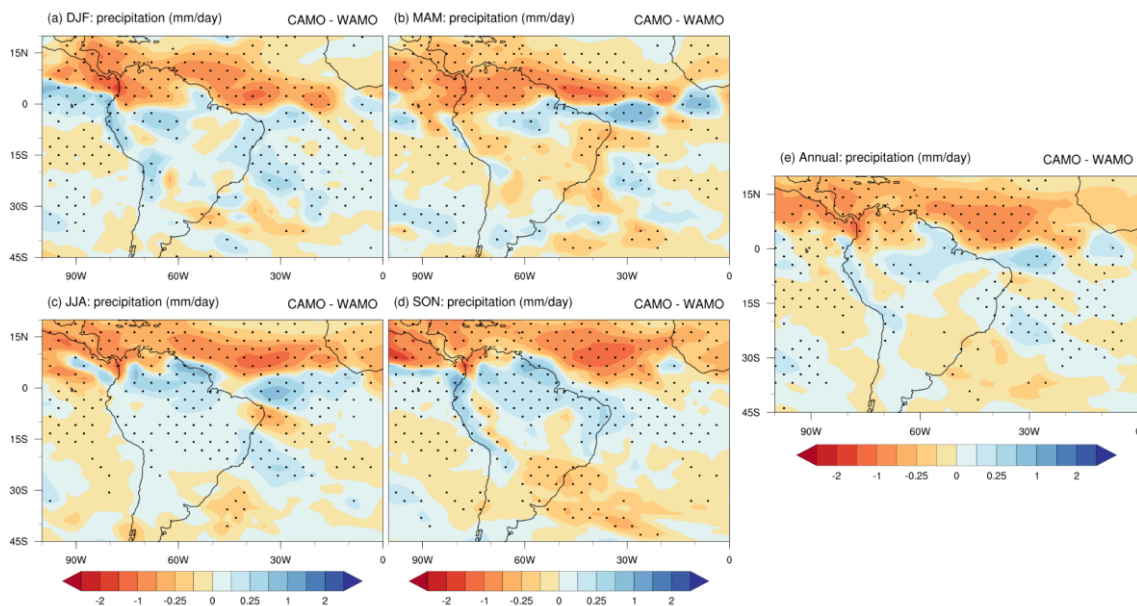 (a) DJF: precipitation (mm/day) CAMO - WAMO
15N
0
15S
30S
45S
90W 60W 30W 0
(b) MAM: precipitation (mm/day) CAMO - WAMO
90W 60W 30W 0
(c) JJA: precipitation (mm/day) CAMO - WAMO
15N
0
15S
30S
45S
90W 60W 30W 0
-2 -1 -0.25 0 0.25 1 2
(d) SON: precipitation (mm/day) CAMO - WAMO
90W 60W 30W 0
-2 -1 -0.25 0 0.25 1 2
(e) Annual: precipitation (mm/day) CAMO - WAMO
15N
0
15S
30S
45S
90W 60W 30W 0
-2 -1 -0.25 0 0.25 1 2